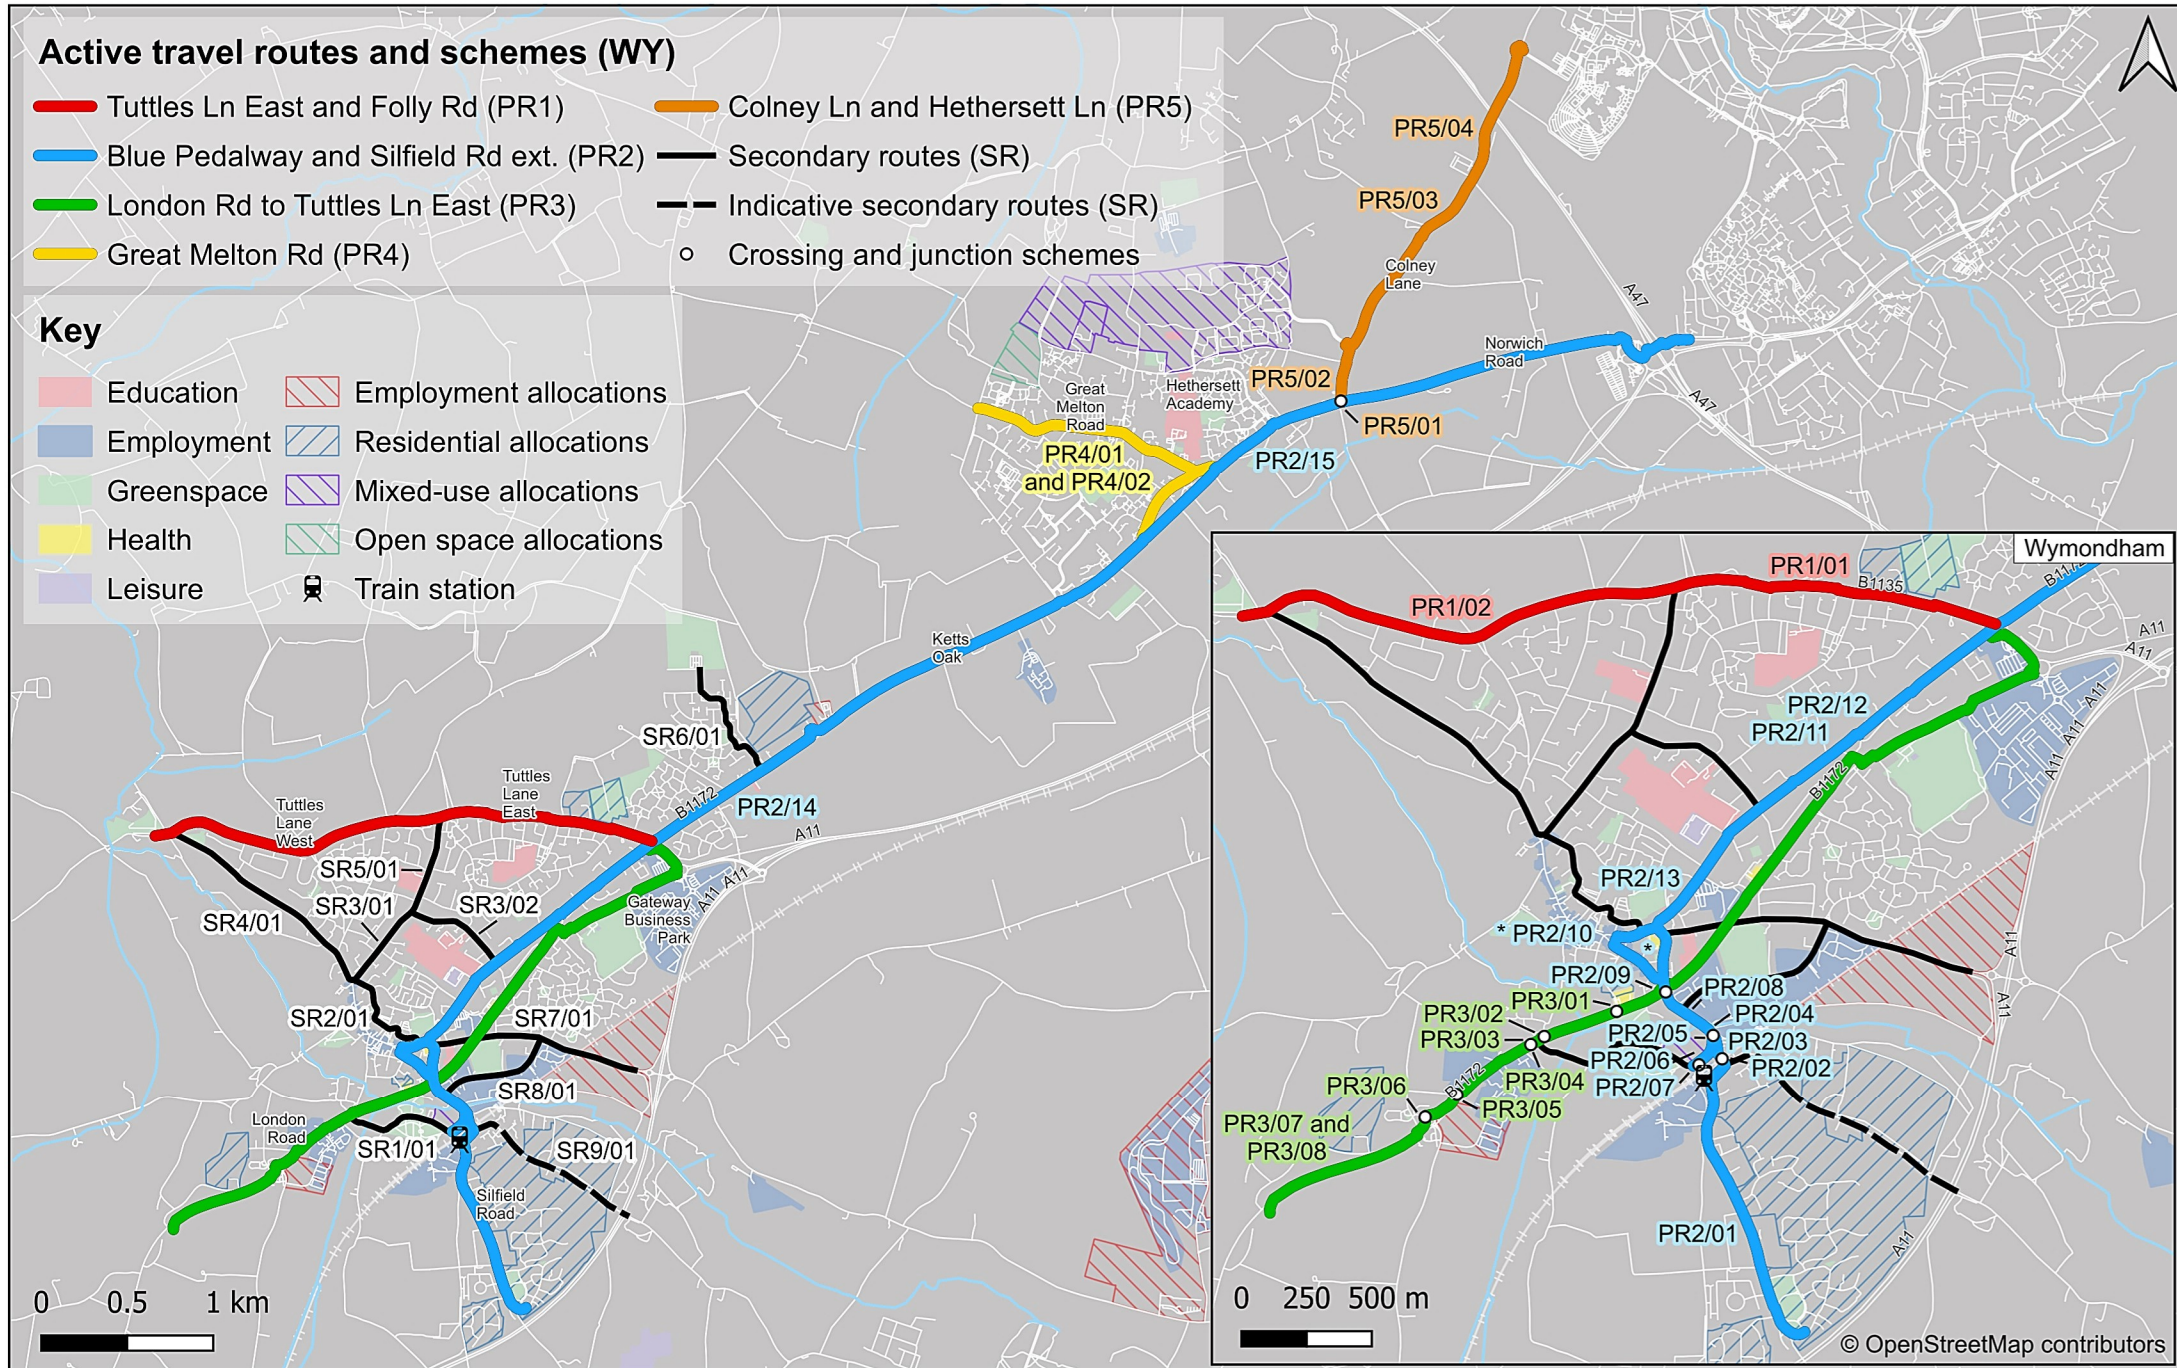 Active travel routes and schemes (WY)
Tuttles Ln East and Folly Rd (PR1)
Blue Pedalway and Silfield Rd ext. (PR2)
London Rd to Tuttles Ln East (PR3)
Great Melton Rd (PR4)
Colney Ln and Hethersett Ln (PR5)
Secondary routes (SR)
Indicative secondary routes (SR)
Crossing and junction schemes
Key
Education
Employment
Greenspace
Health
Leisure
Employment allocations
Residential allocations
Mixed-use allocations
Open space allocations
Train station
PR5/04
PR5/03
Colney
Lane
A47
Norwich
Road
A47
PR5/02
PR5/01
Great
Melton
Road
Hethersett
Academy
PR4/01
and PR4/02
PR2/15
Ketts
Oak
SR6/01
B1172
PR2/14
A11
Tuttles
Lane
East
Tuttles
Lane
West
SR5/01
SR3/01
SR3/02
SR4/01
A11
A11
Gateway
Business
Park
SR2/01
SR7/01
SR8/01
London
Road
SR1/01
SR9/01
Silfield
Road
0 0.5 1 km
Wymondham
B1172
PR1/01
B1135
PR1/02
A11
A11
PR2/12
PR2/11
A11
A11
A11
B1172
PR2/13
* PR2/10
*
A11
PR2/09
PR2/08
PR3/01
PR3/02
PR2/04
A11
PR3/03
PR2/05
PR2/03
PR2/06
PR2/02
PR2/07
PR3/04
B1172
PR3/06
PR3/05
PR3/07 and
PR3/08
PR2/01
A11
0 250 500 m
© OpenStreetMap contributors